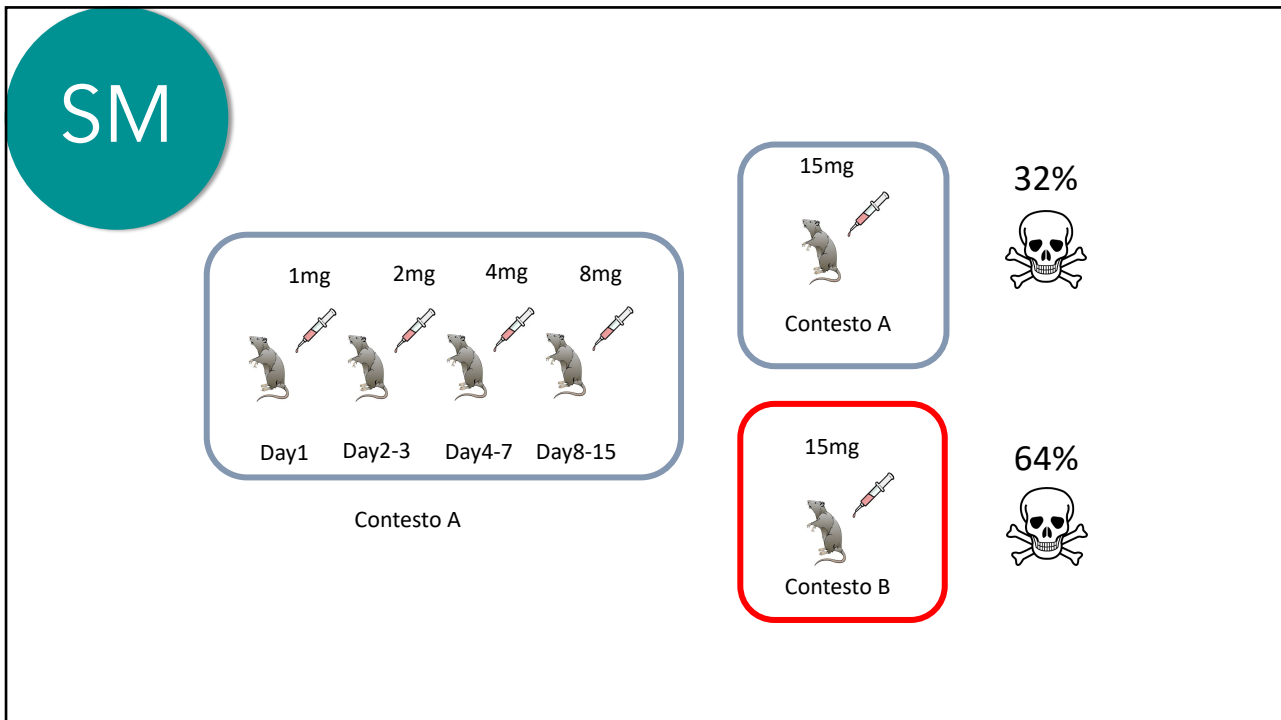 SM
1mg 2mg 4mg 8mg
Day1 Day2-3 Day4-7 Day8-15
Contesto A
15mg
Contesto A
32%
15mg
Contesto B
64%